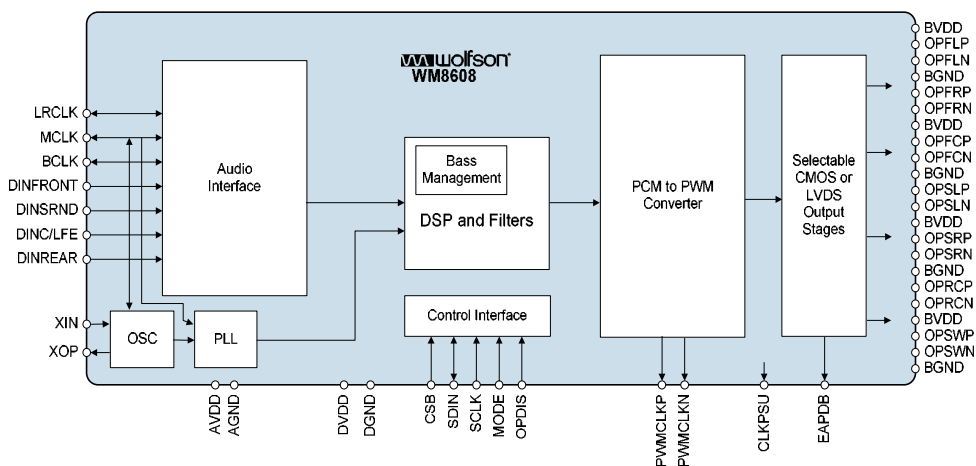 wolfson
WM8608
LRCLK
MCLK
BCLK
DINFRONT
DINSRND
DINC/LFE
DINREAR
XIN
XOP
Audio
Interface
OSC
PLL
Bass
Management
DSP and Filters
Control Interface
PCM to PWM
Converter
Selectable
CMOS or
LVDS
Output
Stages
BVDD
OPFLP
OPFLN
BGND
OPFRP
OPFRN
BVDD
OPFCP
OPFCN
BGND
OPSLP
OPSLN
BVDD
OPSRP
OPSRN
BGND
OPRCP
OPRCN
BVDD
OPSWP
OPSWN
BGND
AVDD
AGND
DVDD
DGND
CSB
SDIN
SCLK
MODE
OPDIS
PWMCLKP
PWMCLKN
CLKPSU
EAPDB